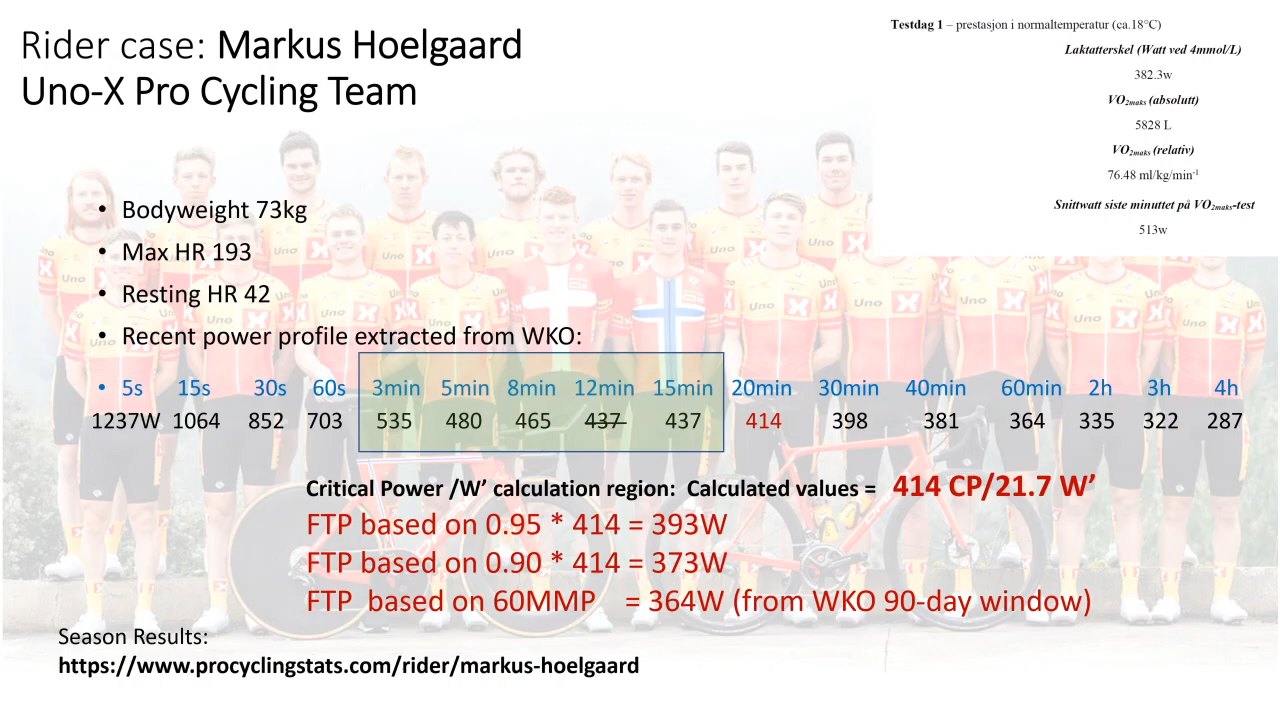 Rider case: Markus Hoelgaard
Uno-X Pro Cycling Team
Testdag 1 – prestasjon i normaltemperatur (ca.18°C)
Laktatterskel (Watt ved 4mmol/L)
382.3w
VO2maks (absolutt)
5828 L
VO2maks (relativ)
76.48 ml/kg/min-1
Snittwatt siste minuttet på VO2maks-test
513w
• Bodyweight 73kg
• Max HR 193
• Resting HR 42
• Recent power profile extracted from WKO:
• 5s 15s 30s 60s 3min 5min 8min 12min 15min 20min 30min 40min 60min 2h 3h 4h
1237W 1064 852 703 535 480 465 437 437 414 398 381 364 335 322 287
Critical Power /W’ calculation region: Calculated values = 414 CP/21.7 W’
FTP based on 0.95 * 414 = 393W
FTP based on 0.90 * 414 = 373W
FTP based on 60MMP = 364W (from WKO 90-day window)
Season Results:
https://www.procyclingstats.com/rider/markus-hoelgaard